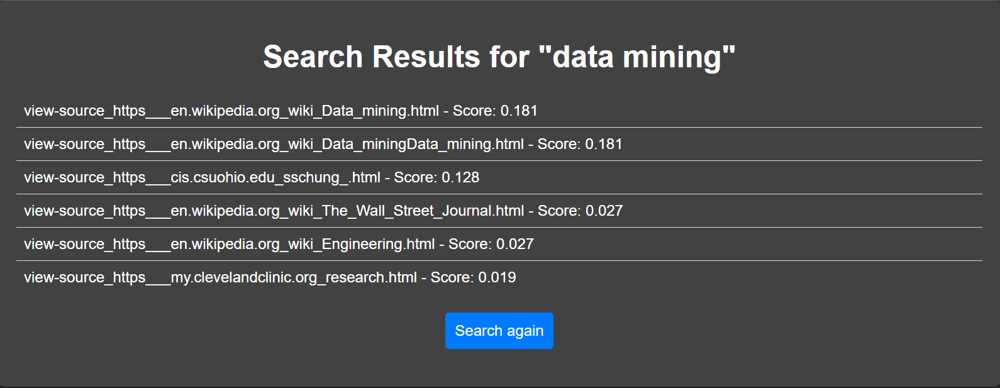 Search Results for "data mining"
view-source_https___en.wikipedia.org_wiki_Data_mining.html - Score: 0.181
view-source_https___en.wikipedia.org_wiki_Data_miningData_mining.html - Score: 0.181
view-source_https___cis.csuohio.edu_sschung_.html - Score: 0.128
view-source_https___en.wikipedia.org_wiki_The_Wall_Street_Journal.html - Score: 0.027
view-source_https___en.wikipedia.org_wiki_Engineering.html - Score: 0.027
view-source_https___my.clevelandclinic.org_research.html - Score: 0.019
Search again